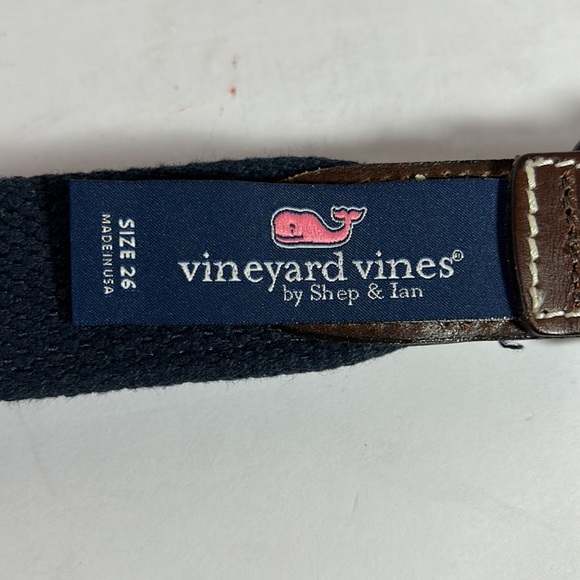 vineyard vines®
by Shep & Ian
SIZE 26
MADE IN USA